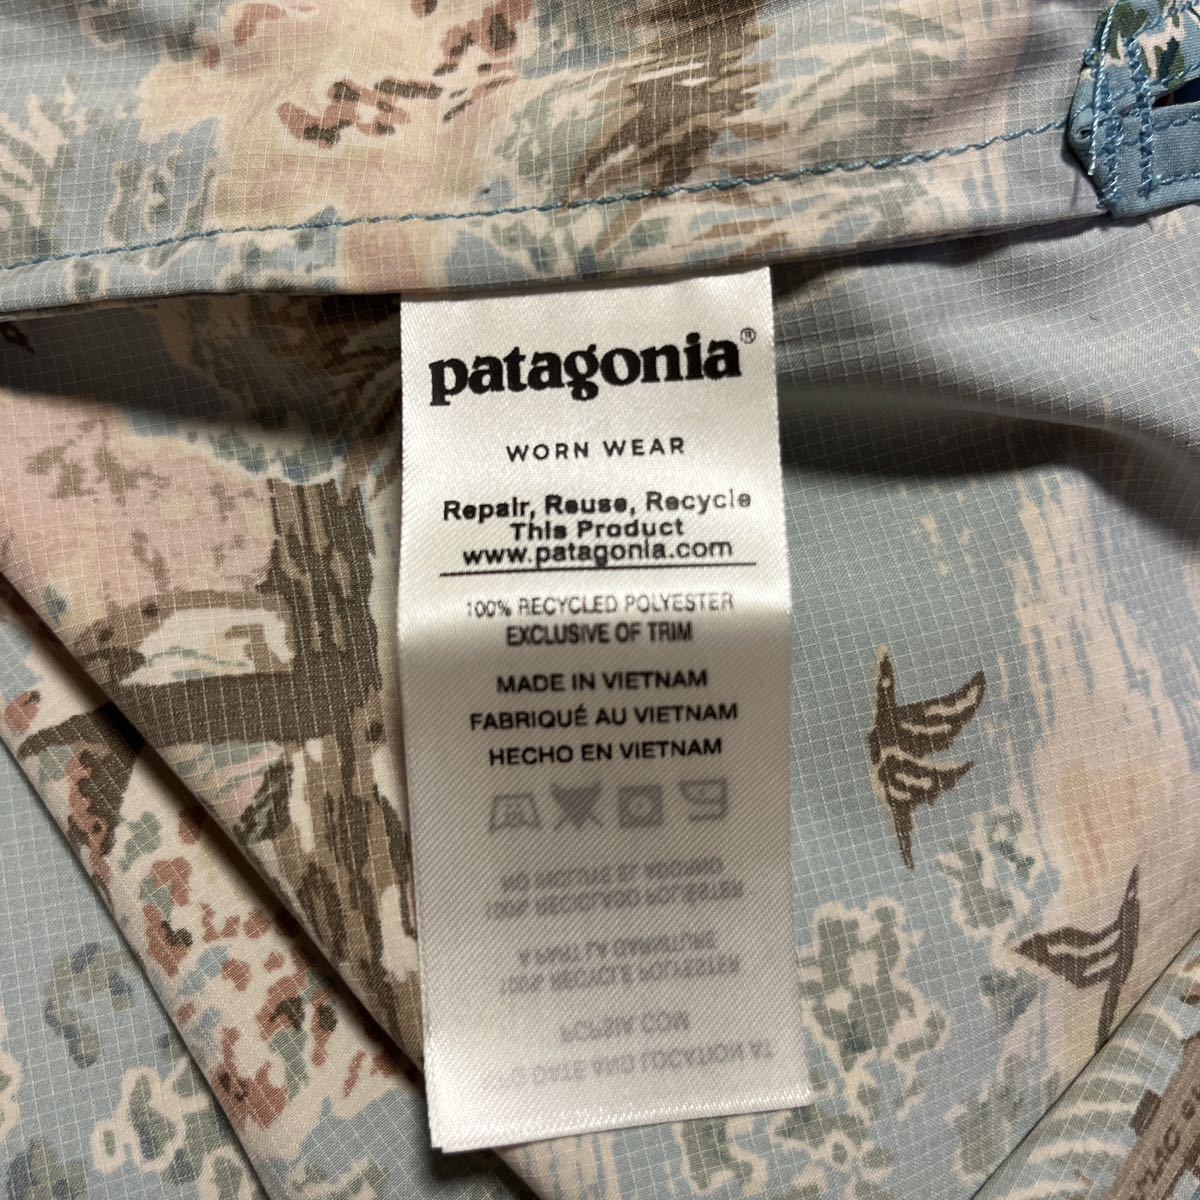 patagonia®
WORN WEAR
Repair, Reuse, Recycle
This Product
www.patagonia.com
100% RECYCLED POLYESTER
EXCLUSIVE OF TRIM
MADE IN VIETNAM
FABRIQUÉ AU VIETNAM
HECHO EN VIETNAM
MAC